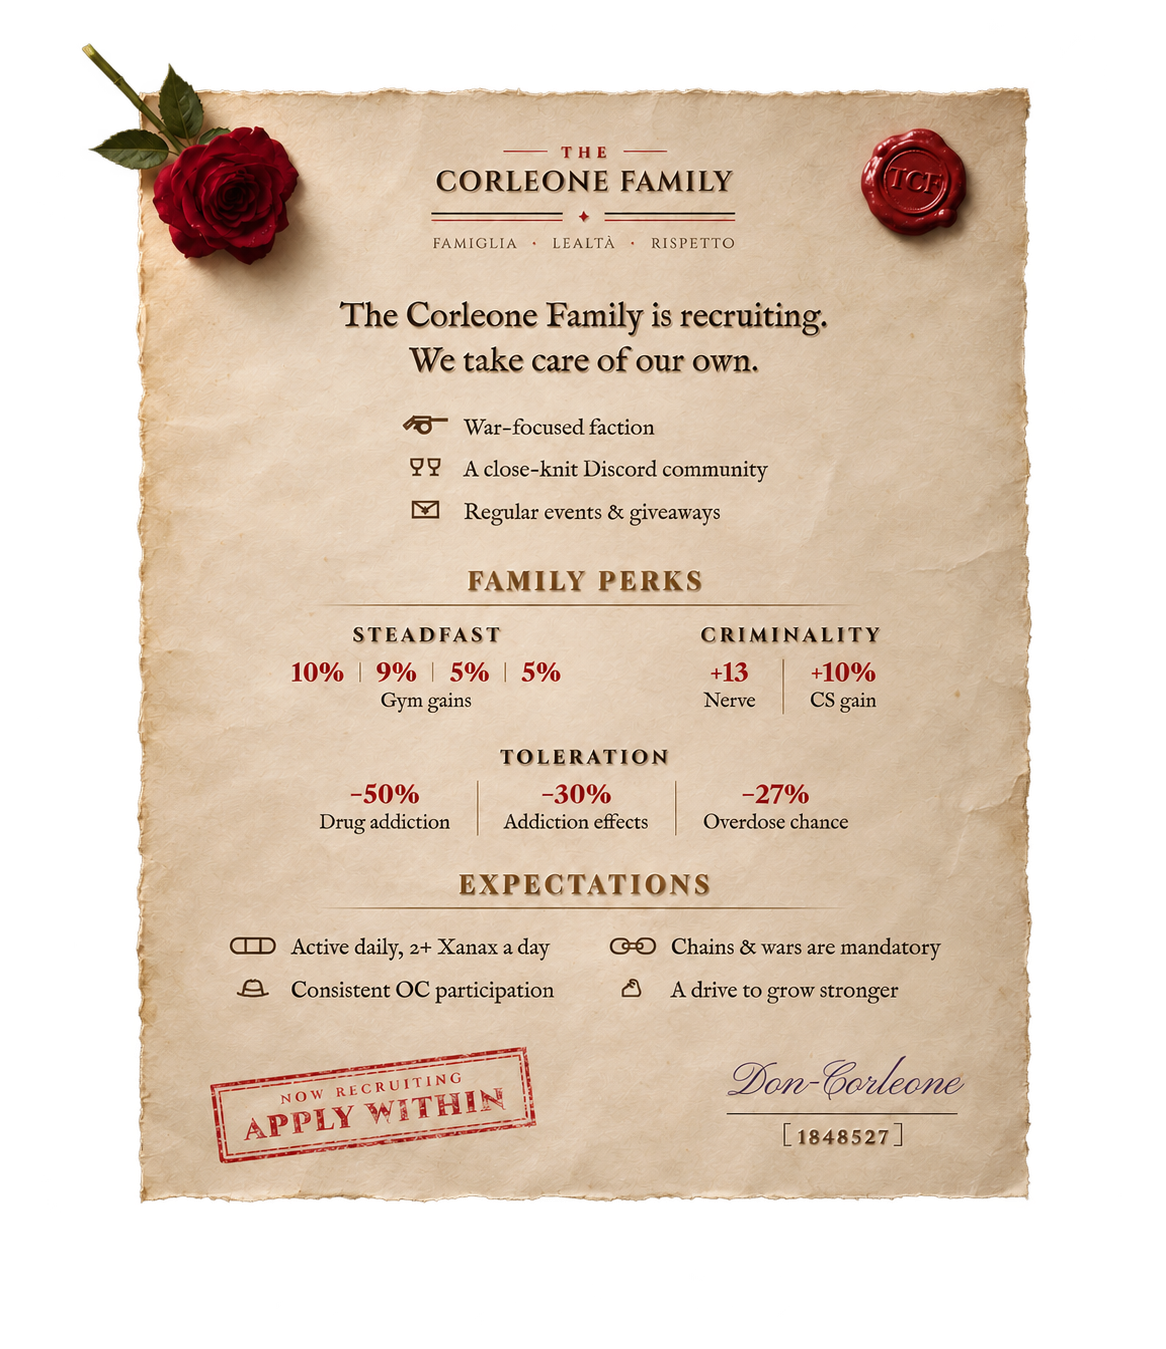 THE
CORLEONE FAMILY
FAMIGLIA · LEALTÀ · RISPETTO
TCF
The Corleone Family is recruiting.
We take care of our own.
War-focused faction
A close-knit Discord community
Regular events & giveaways
FAMILY PERKS
STEADFAST
10% | 9% | 5% | 5%
Gym gains
CRIMINALITY
+13 +10%
Nerve CS gain
TOLERATION
-50% -30% -27%
Drug addiction Addiction effects Overdose chance
EXPECTATIONS
Active daily, 2+ Xanax a day
Chains & wars are mandatory
Consistent OC participation
A drive to grow stronger
NOW RECRUITING
APPLY WITHIN
Don-Corleone
[1848527]